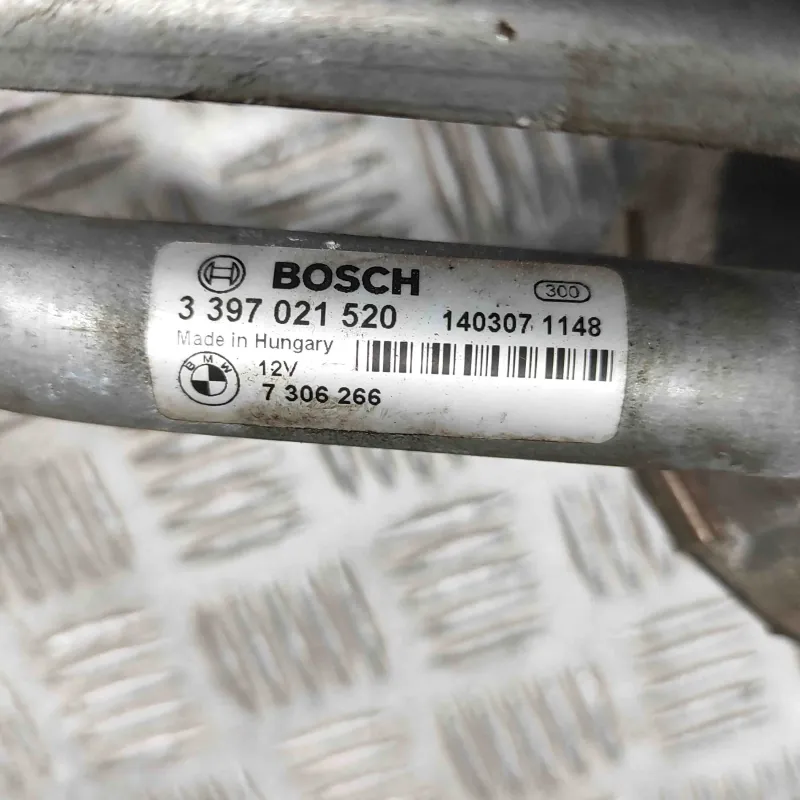 BOSCH 300
3 397 021 520 140307 1148
Made in Hungary
BMW 12V
7 306 266